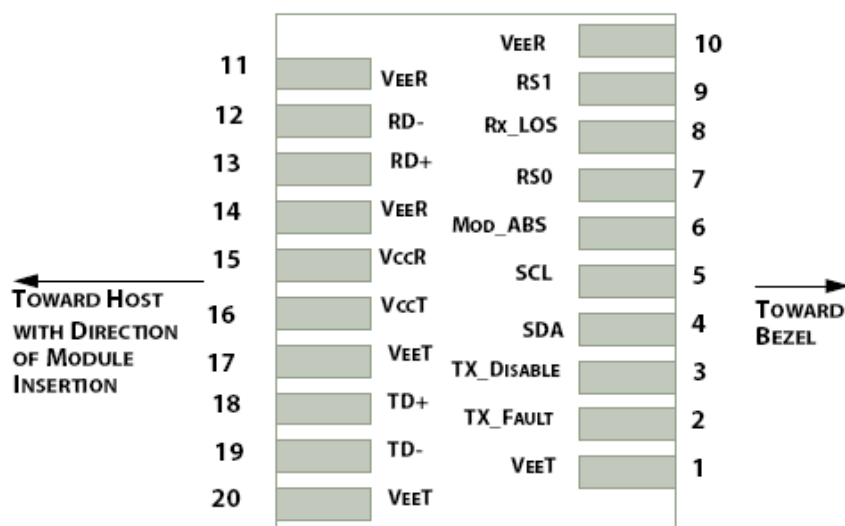 VEER 10
11 VEER
RS1 9
12 RD-
Rx_LOS 8
13 RD+
RS0 7
14 VEER
MOD_ABS 6
15 VCCR
SCL 5
TOWARD HOST
WITH DIRECTION
OF MODULE
INSERTION
TOWARD
BEZEL
16 VCCT
SDA 4
17 VEET
TX_DISABLE 3
18 TD+
TX_FAULT 2
19 TD-
VEET 1
20 VEET